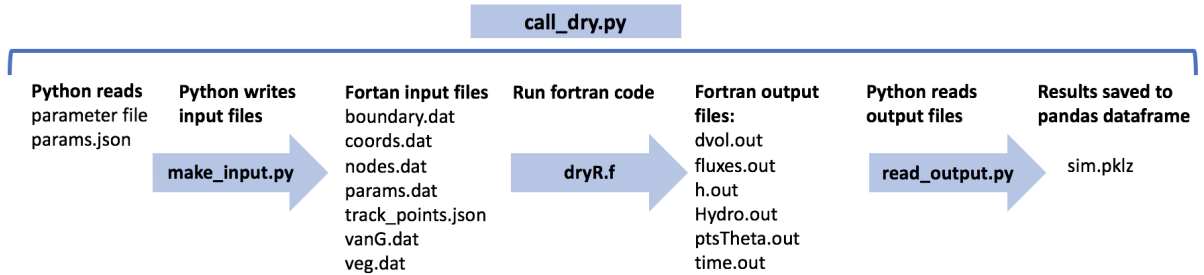 call_dry.py
Python reads
parameter file
params.json
Python writes
input files
make_input.py
Fortan input files
boundary.dat
coords.dat
nodes.dat
params.dat
track_points.json
vanG.dat
veg.dat
Run fortran code
dryR.f
Fortran output
files:
dvol.out
fluxes.out
h.out
Hydro.out
ptsTheta.out
time.out
Python reads
output files
read_output.py
Results saved to
pandas dataframe
sim.pklz